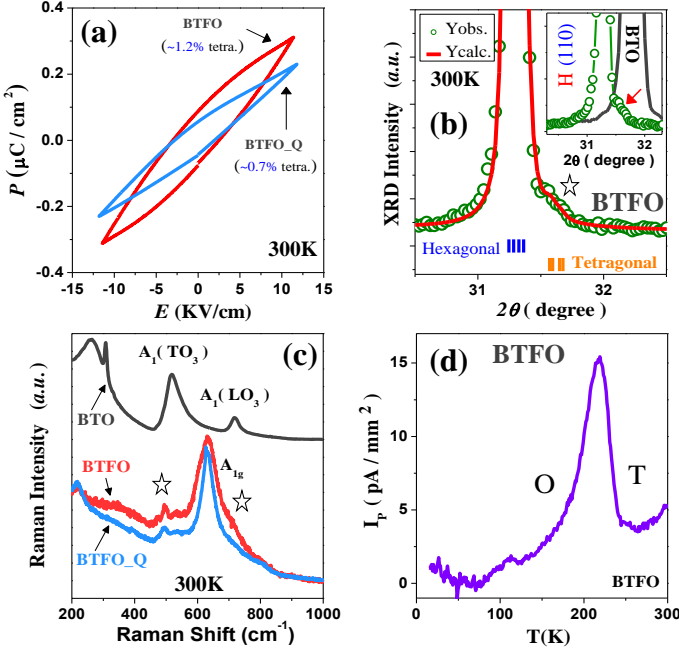 (a)
BTFO
(~1.2% tetra.)
BTFO_Q
(~0.7% tetra.)
300K
P (μC / cm²)
0.4
0.2
0.0
-0.2
-0.4
-15 -10 -5 0 5 10 15
E (KV/cm)
Yobs.
Ycalc.
300K
(b)
H (110)
BTO
31 32
2θ ( degree )
XRD Intensity (a.u.)
BTFO
Hexagonal
Tetragonal
31 32
2θ ( degree )
(c)
A₁( TO₃ )
A₁( LO₃ )
BTO
BTFO
A₁g
BTFO_Q
300K
Raman Intensity (a.u.)
200 400 600 800 1000
Raman Shift (cm⁻¹)
BTFO
(d)
O
T
BTFO
I_P ( pA / mm² )
15
10
5
0
0 50 100 150 200 250 300
T(K)